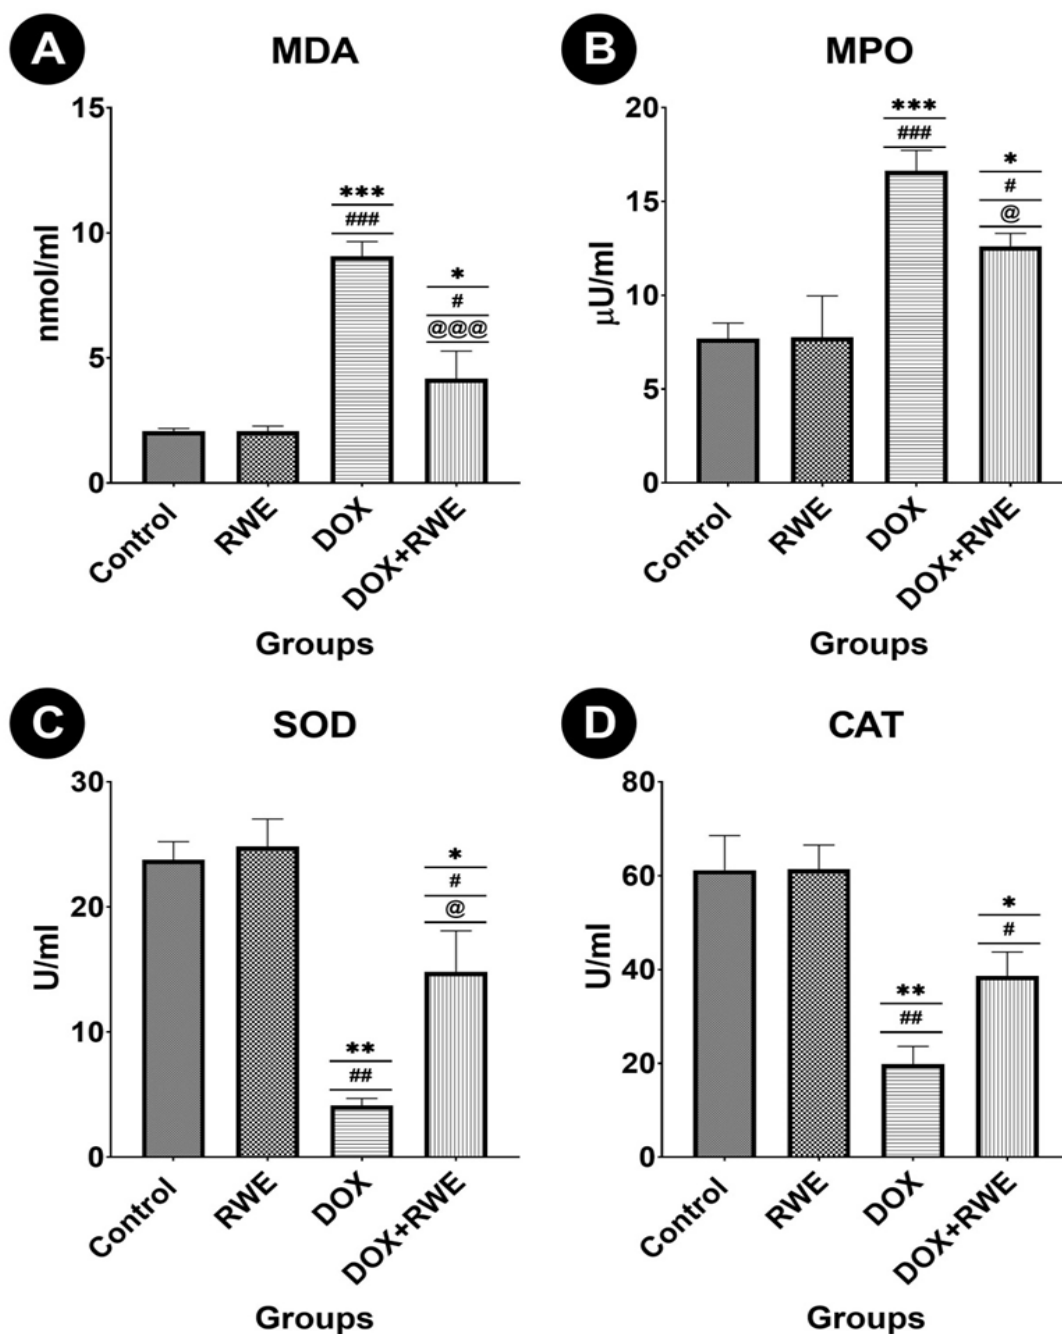 A
MDA
15
10
5
0
nmol/ml
***
###
*
#
@@@
Control
RWE
DOX
DOX+RWE
Groups
B
MPO
20
15
10
5
0
μU/ml
***
###
*
#
@
Control
RWE
DOX
DOX+RWE
Groups
C
SOD
30
20
10
0
U/ml
**
##
*
#
@
Control
RWE
DOX
DOX+RWE
Groups
D
CAT
80
60
40
20
0
U/ml
**
##
*
#
Control
RWE
DOX
DOX+RWE
Groups